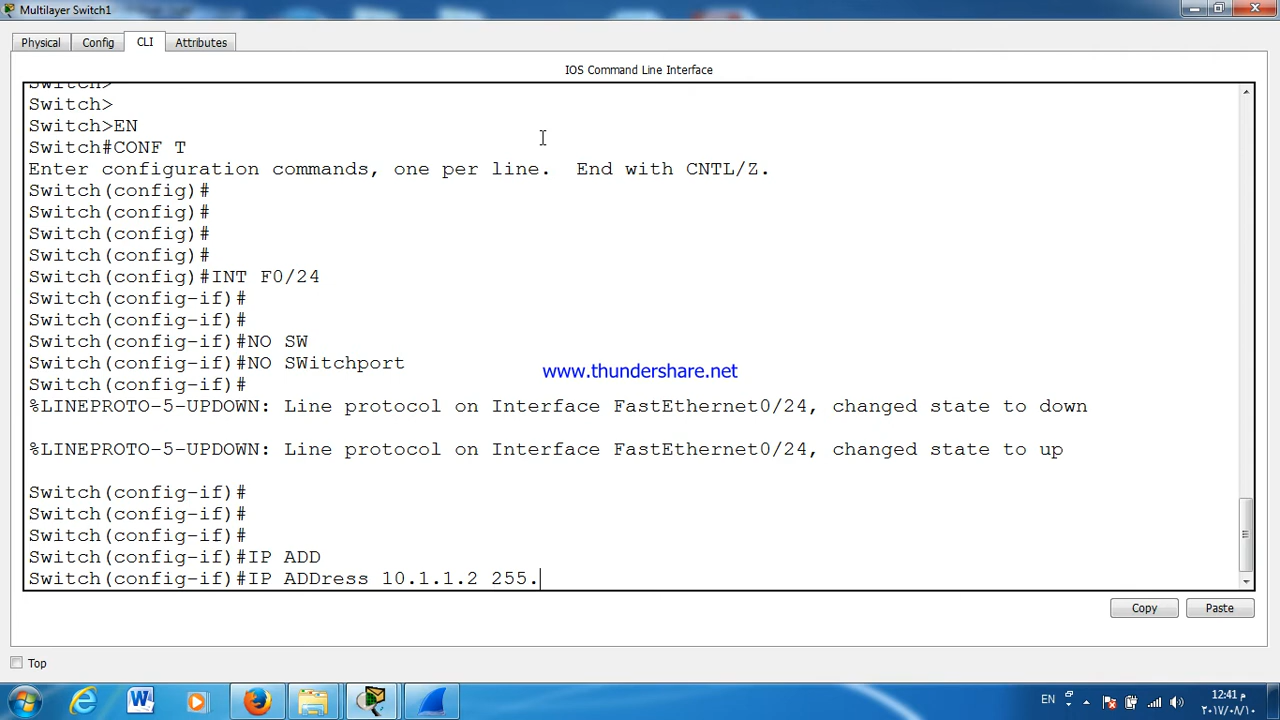 Multilayer Switch1
Physical
Config
CLI
Attributes
IOS Command Line Interface
Switch>
Switch>
Switch>EN
Switch#CONF T
Enter configuration commands, one per line.  End with CNTL/Z.
Switch(config)#
Switch(config)#
Switch(config)#
Switch(config)#
Switch(config)#INT F0/24
Switch(config-if)#
Switch(config-if)#
Switch(config-if)#NO SW
Switch(config-if)#NO SWitchport
www.thundershare.net
Switch(config-if)#
%LINEPROTO-5-UPDOWN: Line protocol on Interface FastEthernet0/24, changed state to down
%LINEPROTO-5-UPDOWN: Line protocol on Interface FastEthernet0/24, changed state to up
Switch(config-if)#
Switch(config-if)#
Switch(config-if)#
Switch(config-if)#IP ADD
Switch(config-if)#IP ADDress 10.1.1.2 255.
Copy
Paste
Top
EN
12:41 م
٢٠١٧/٠٨/١٠